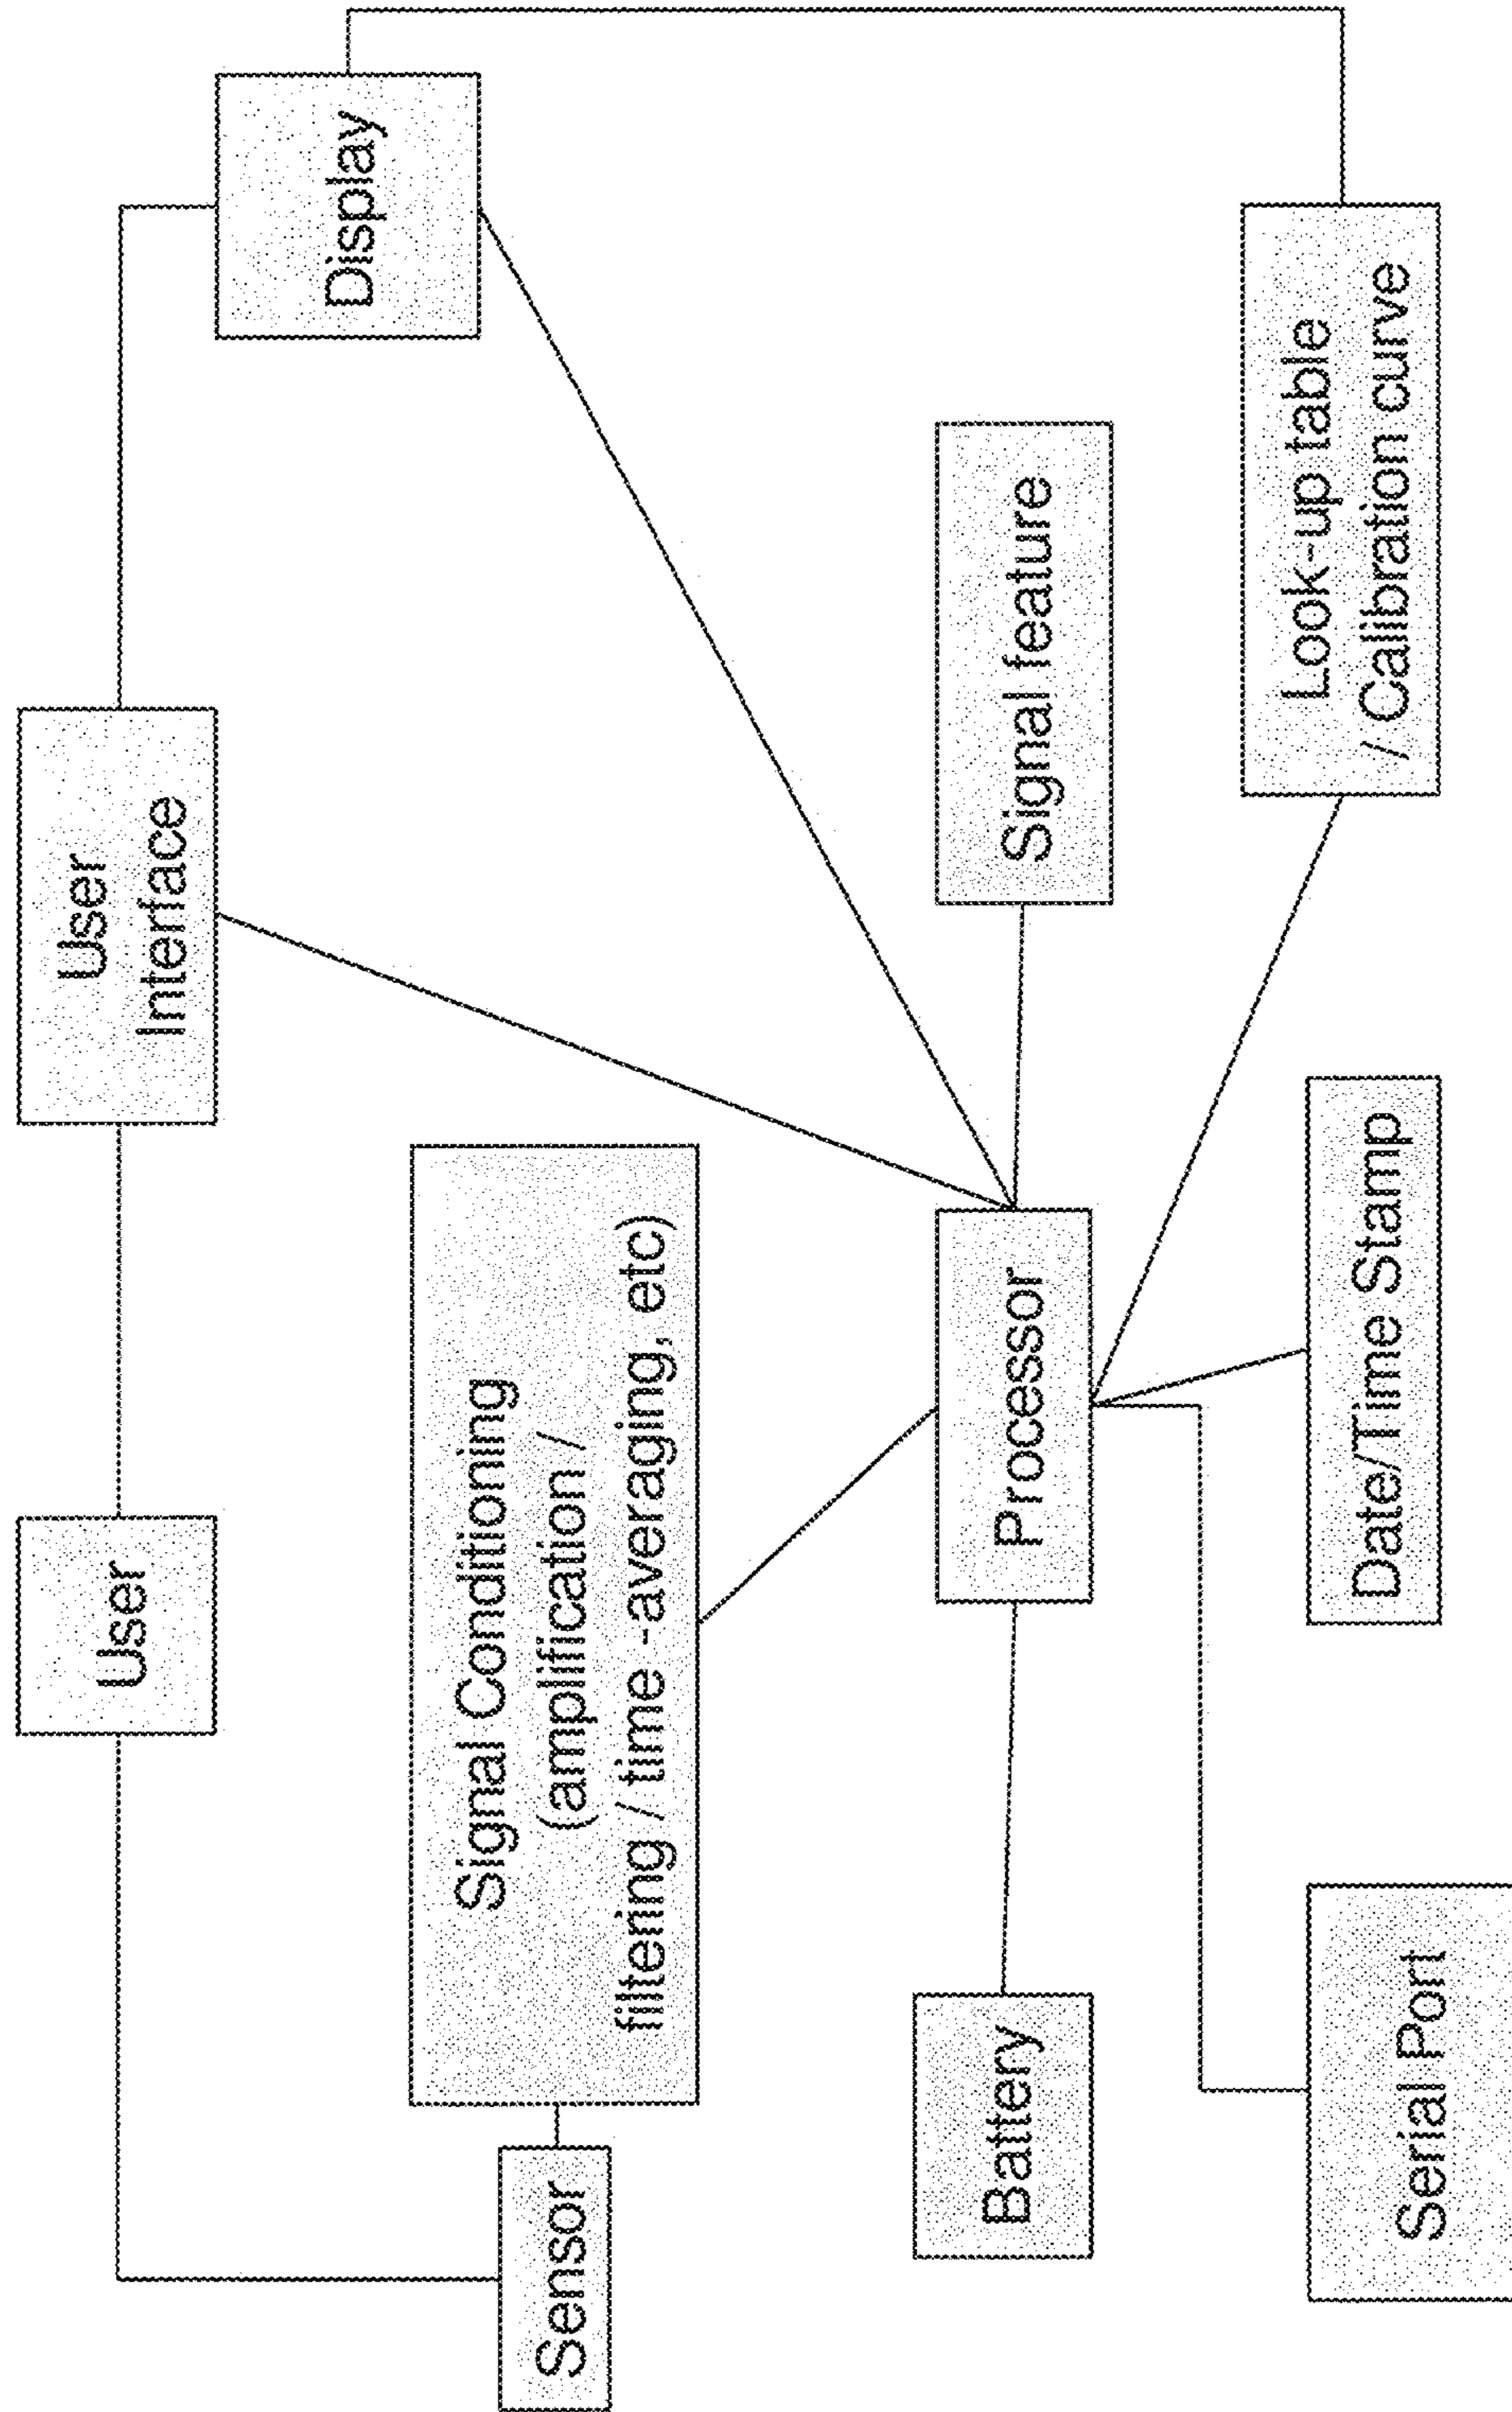 User
User
Interface
Display
Sensor
Signal Conditioning
(amplification /
filtering / time -averaging, etc)
Battery
Processor
Signal feature
Serial Port
Date/Time Stamp
Look-up table
/ Calibration curve